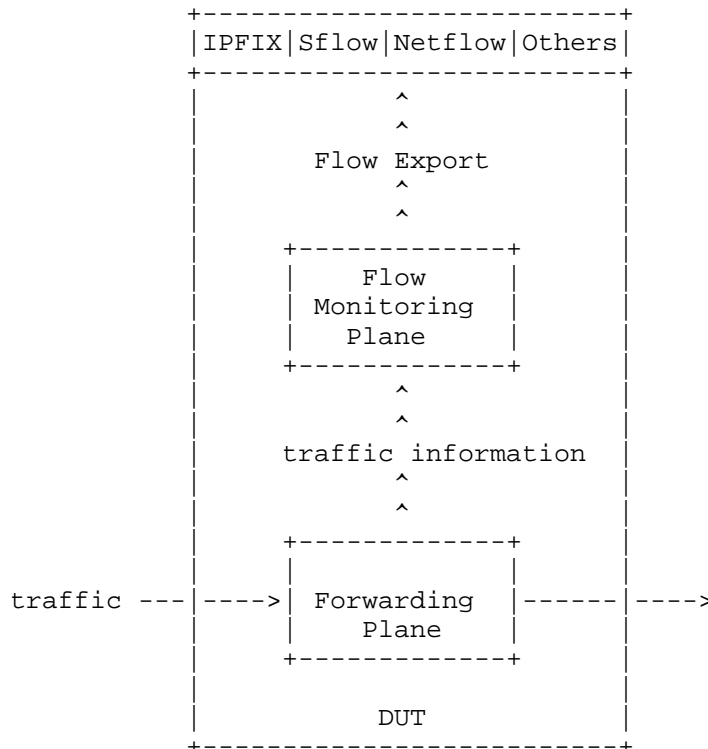 IPFIX|Sflow|Netflow|Others
Flow Export
Flow
Monitoring
Plane
traffic information
traffic
Forwarding
Plane
DUT